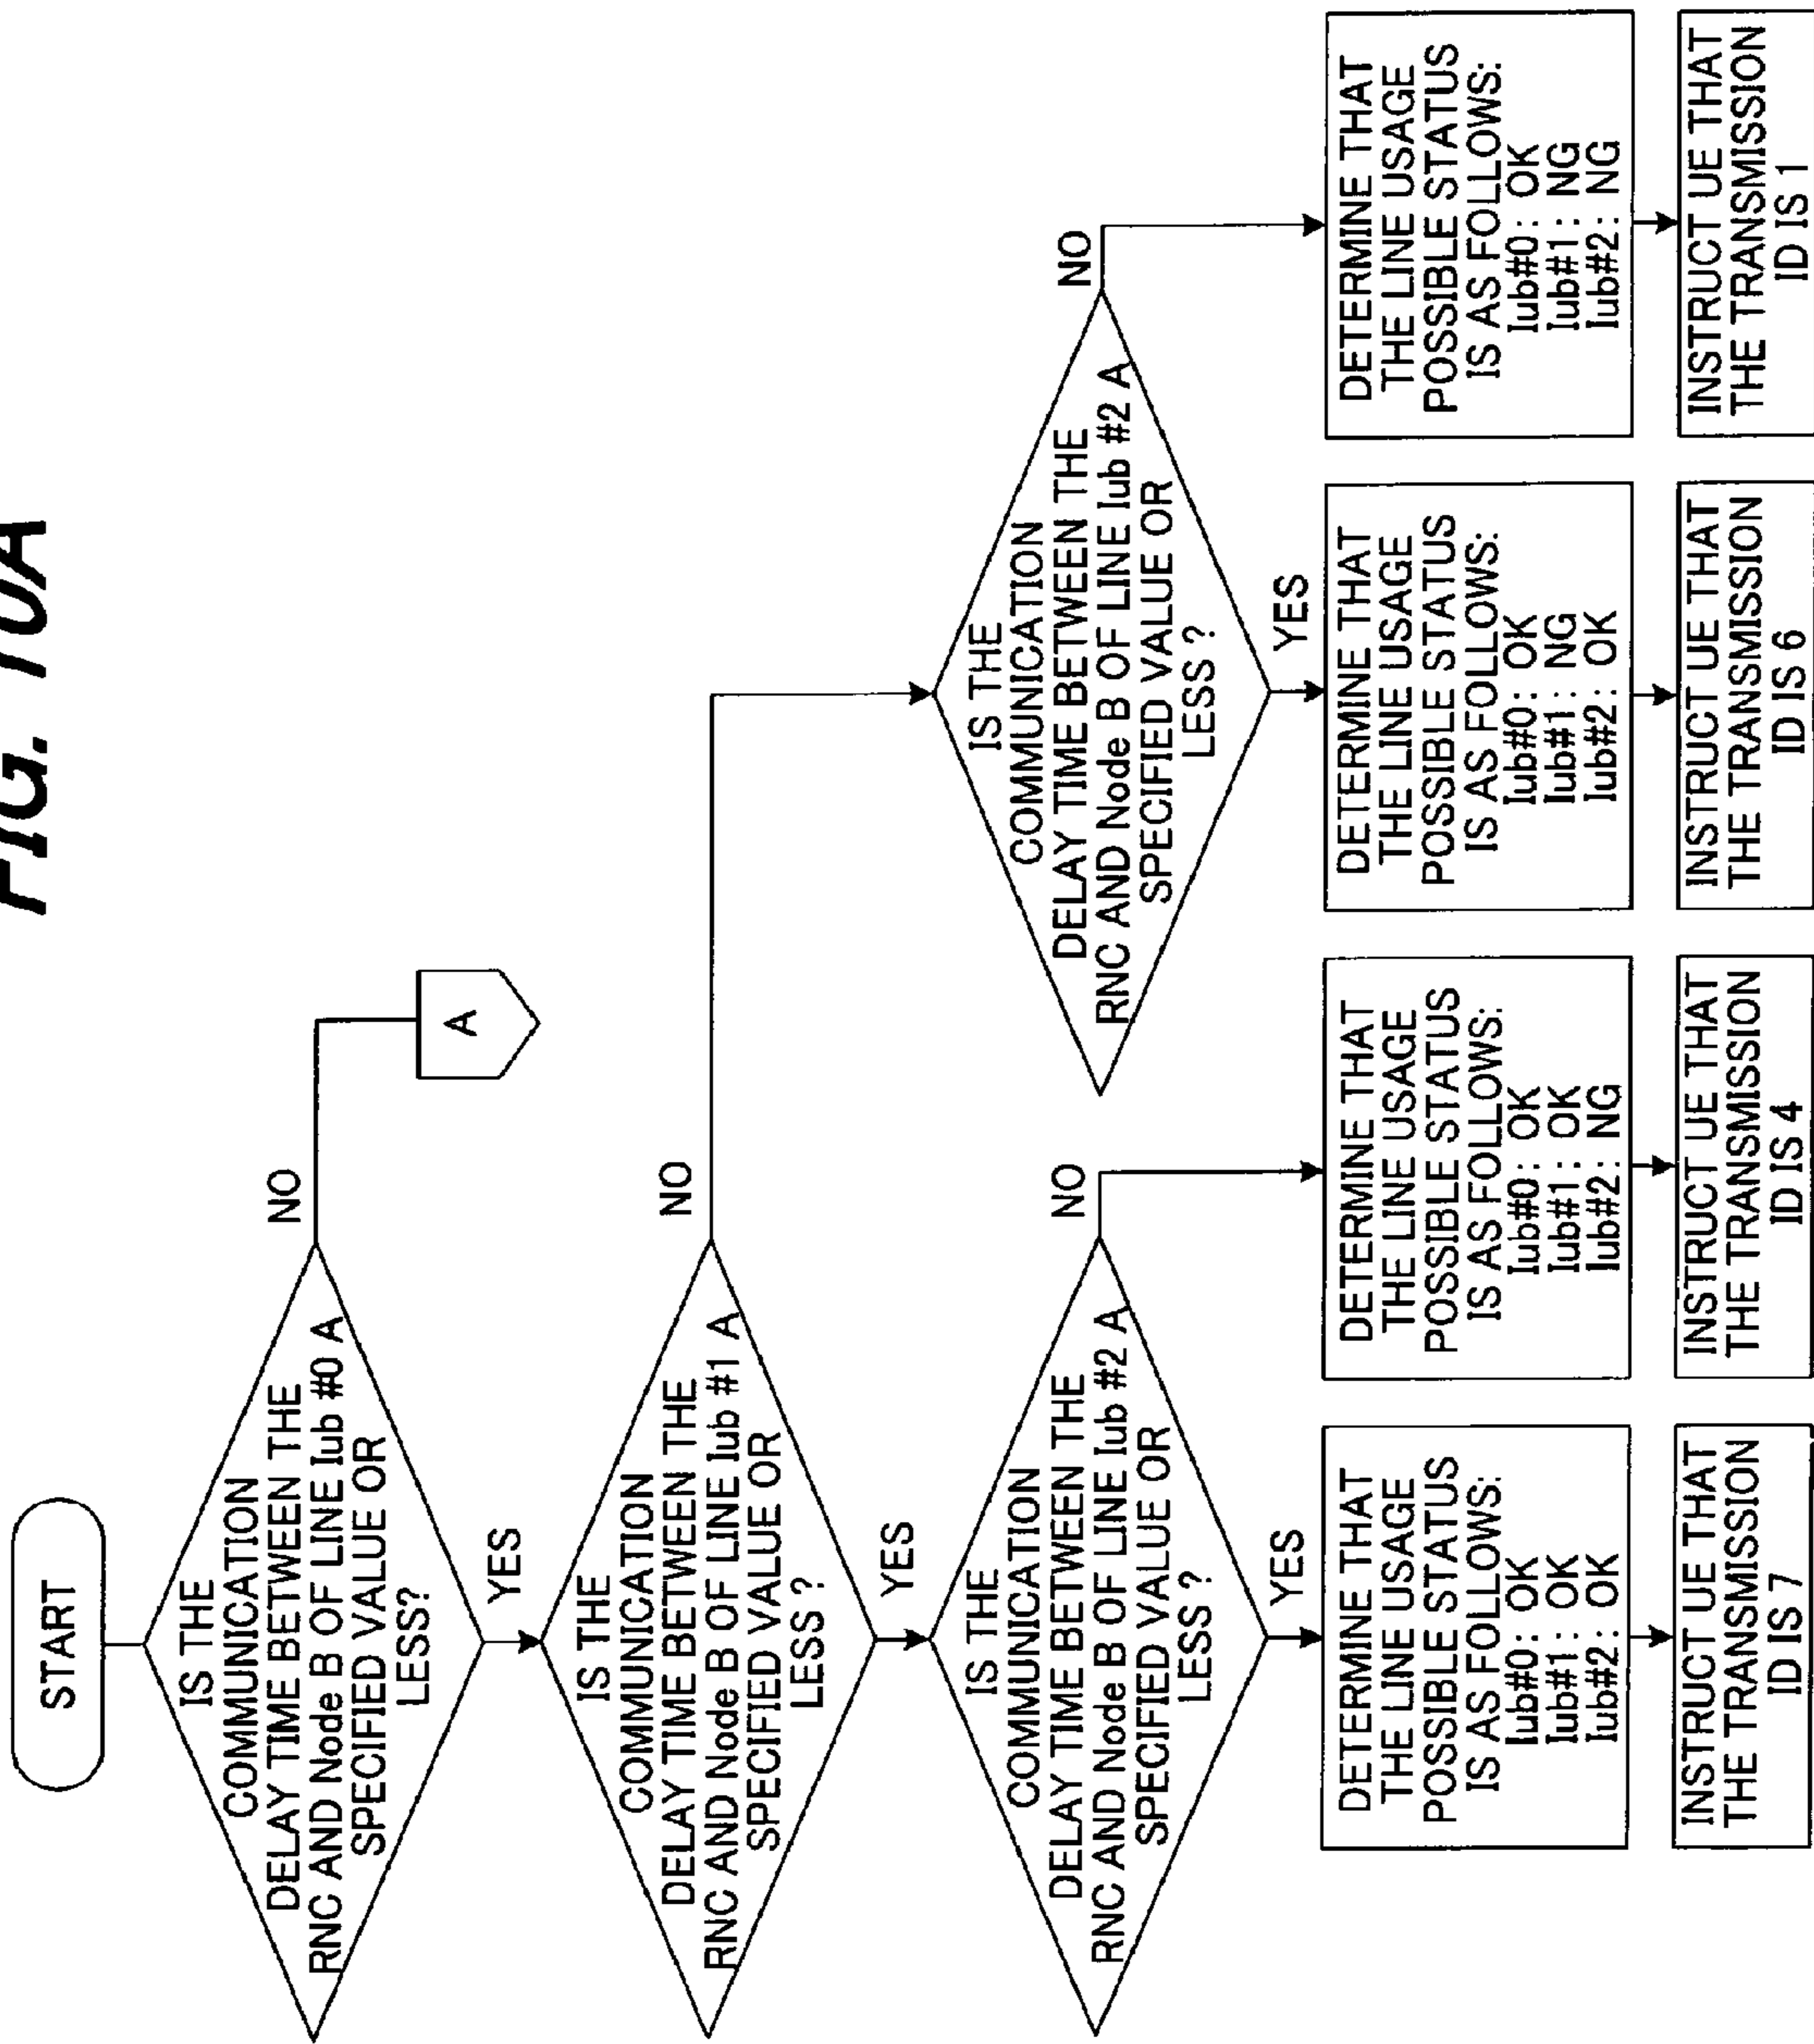 FIG. 10A
START
IS THE
COMMUNICATION
DELAY TIME BETWEEN THE
RNC AND Node B OF LINE Iub #0 A
SPECIFIED VALUE OR
LESS?
NO
A
YES
IS THE
COMMUNICATION
DELAY TIME BETWEEN THE
RNC AND Node B OF LINE Iub #1 A
SPECIFIED VALUE OR
LESS ?
NO
YES
IS THE
COMMUNICATION
DELAY TIME BETWEEN THE
RNC AND Node B OF LINE Iub #2 A
SPECIFIED VALUE OR
LESS ?
NO
YES
IS THE
COMMUNICATION
DELAY TIME BETWEEN THE
RNC AND Node B OF LINE Iub #2 A
SPECIFIED VALUE OR
LESS ?
NO
YES
DETERMINE THAT
THE LINE USAGE
POSSIBLE STATUS
IS AS FOLLOWS:
Iub#0: OK
Iub#1: OK
Iub#2: OK
INSTRUCT UE THAT
THE TRANSMISSION
ID IS 7
DETERMINE THAT
THE LINE USAGE
POSSIBLE STATUS
IS AS FOLLOWS:
Iub#0: OK
Iub#1: OK
Iub#2: NG
INSTRUCT UE THAT
THE TRANSMISSION
ID IS 4
DETERMINE THAT
THE LINE USAGE
POSSIBLE STATUS
IS AS FOLLOWS:
Iub#0: OK
Iub#1: NG
Iub#2: OK
INSTRUCT UE THAT
THE TRANSMISSION
ID IS 6
DETERMINE THAT
THE LINE USAGE
POSSIBLE STATUS
IS AS FOLLOWS:
Iub#0: OK
Iub#1: NG
Iub#2: NG
INSTRUCT UE THAT
THE TRANSMISSION
ID IS 1